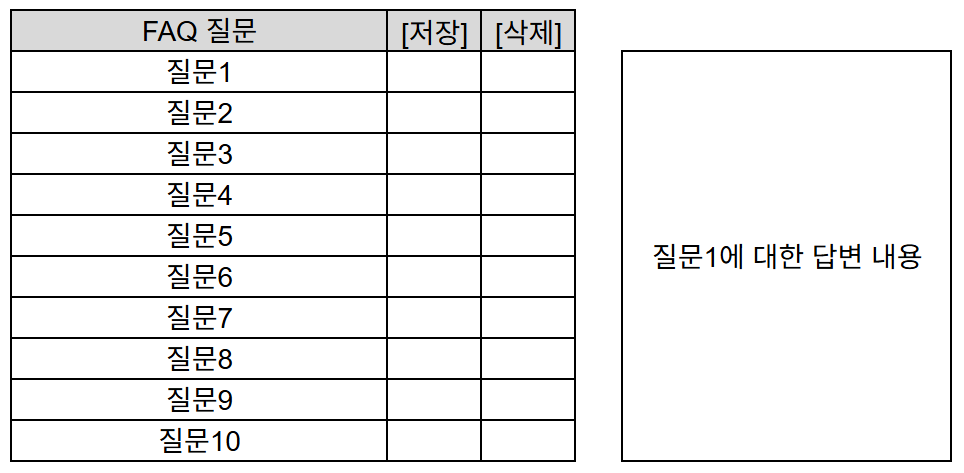 FAQ 질문 [저장] [삭제]
질문1
질문2
질문3
질문4
질문5
질문6
질문7
질문8
질문9
질문10
질문1에 대한 답변 내용